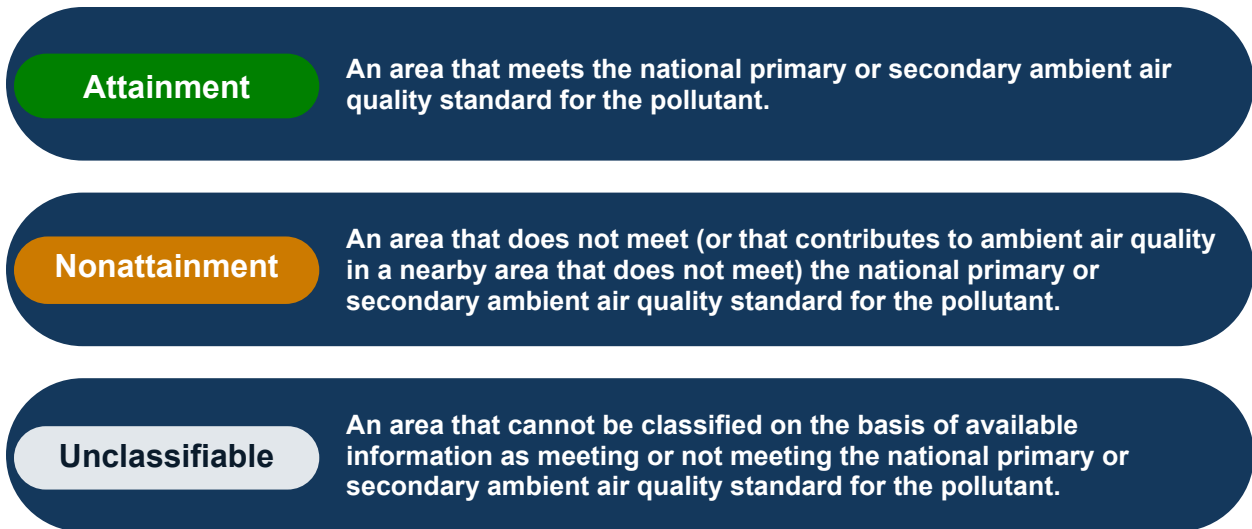 Attainment
An area that meets the national primary or secondary ambient air
quality standard for the pollutant.
Nonattainment
An area that does not meet (or that contributes to ambient air quality
in a nearby area that does not meet) the national primary or
secondary ambient air quality standard for the pollutant.
Unclassifiable
An area that cannot be classified on the basis of available
information as meeting or not meeting the national primary or
secondary ambient air quality standard for the pollutant.